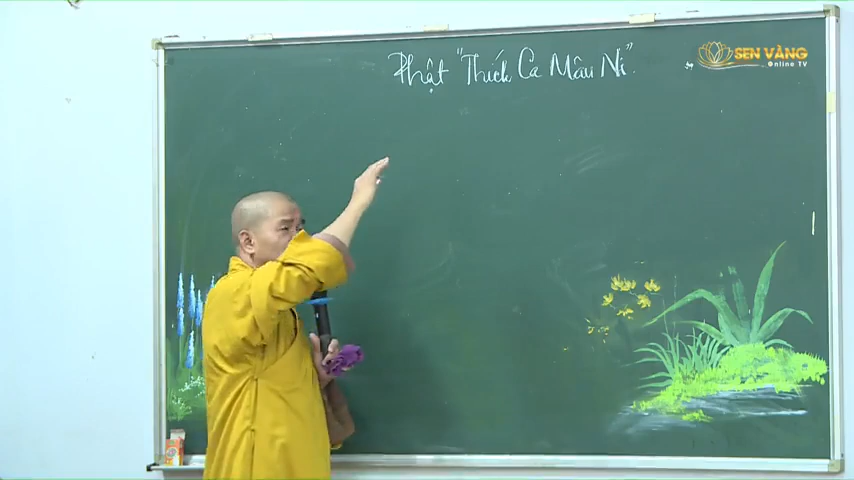 Phật "Thích Ca Mâu Ni"
SEN VÀNG
Online TV